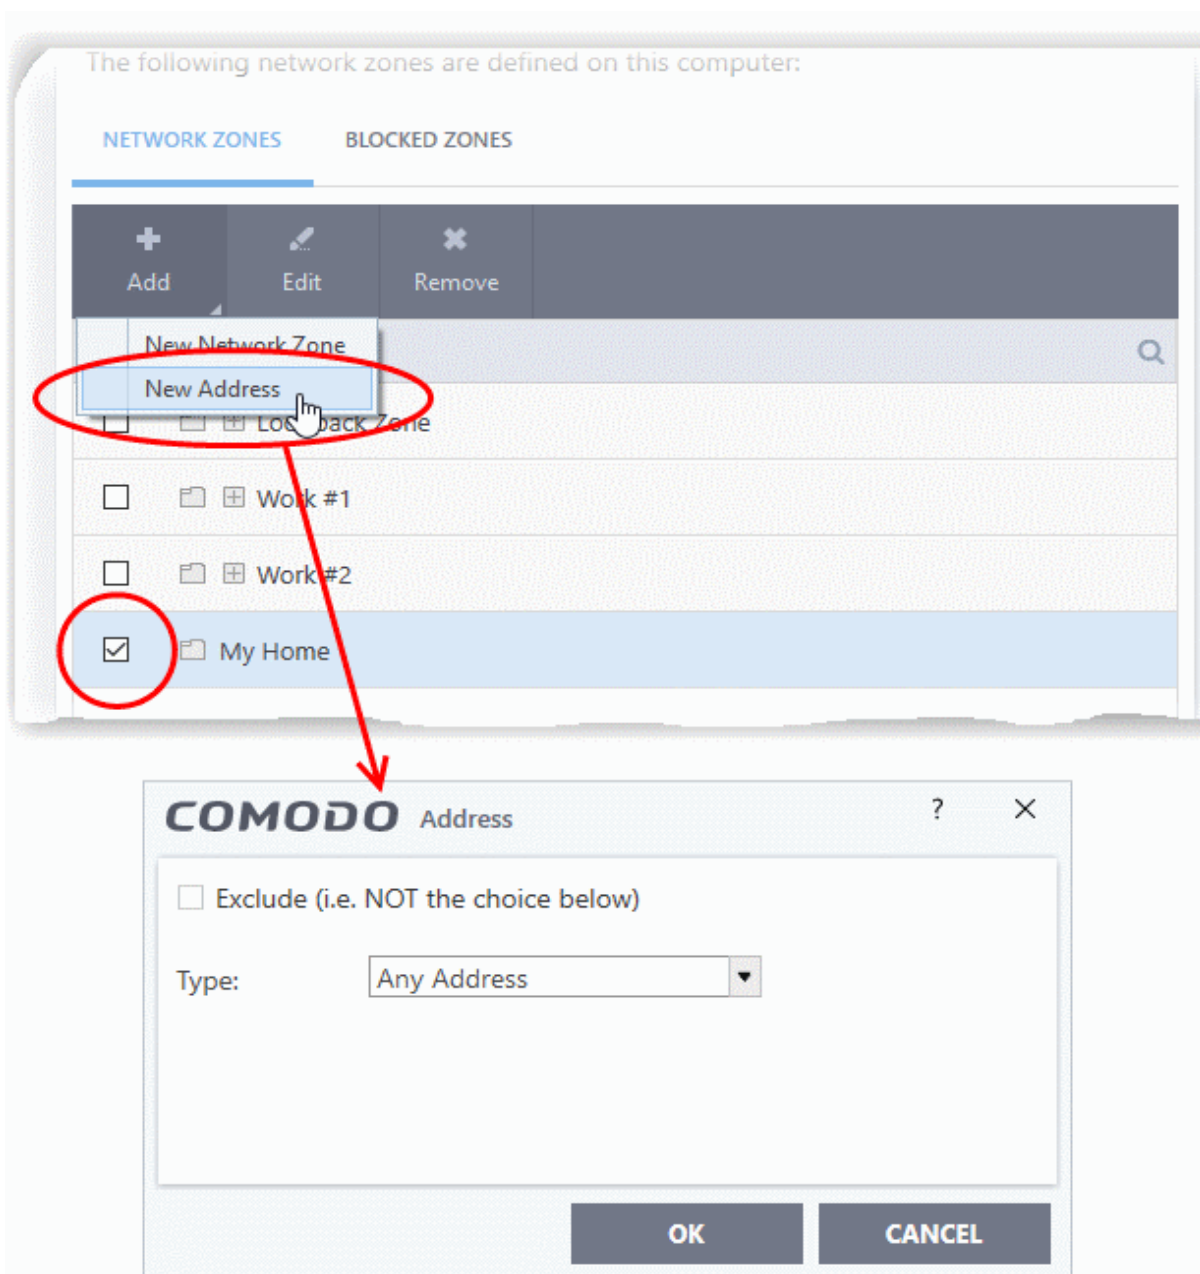 The following network zones are defined on this computer:
NETWORK ZONES BLOCKED ZONES
Add Edit Remove
New Network Zone
New Address
Loopback Zone
Work #1
Work #2
My Home
COMODO Address ?
Exclude (i.e. NOT the choice below)
Type: Any Address
OK CANCEL